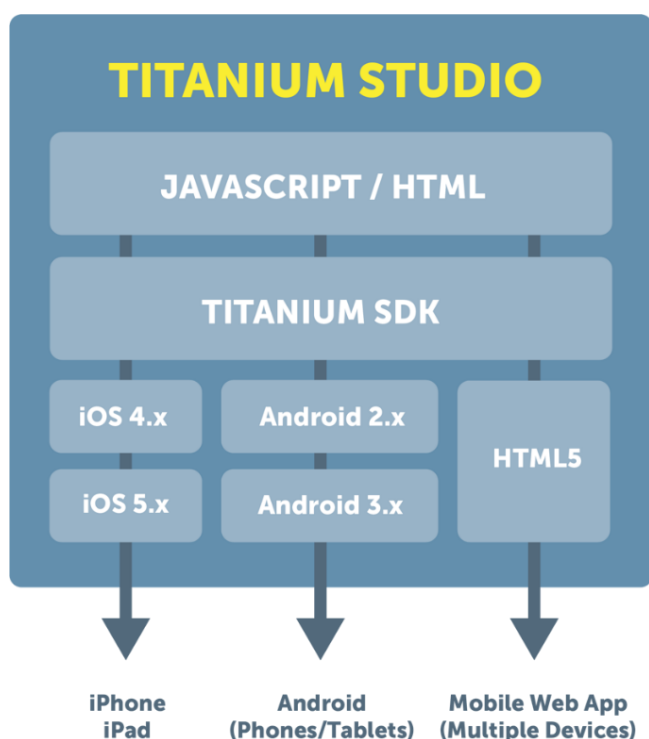 TITANIUM STUDIO
JAVASCRIPT / HTML
TITANIUM SDK
iOS 4.x
Android 2.x
HTML5
iOS 5.x
Android 3.x
iPhone
iPad
Android
(Phones/Tablets)
Mobile Web App
(Multiple Devices)